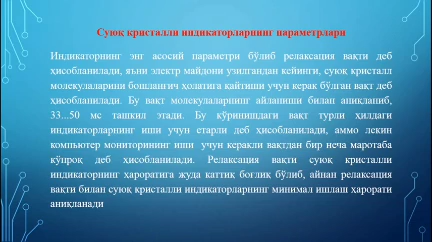 Суюқ кристалли индикаторларнинг параметрлари
Индикаторнинг энг асосий параметри бўлиб релаксация вақти деб
ҳисобланилади, яъни электр майдони узилгандан кейинги, суюқ кристалл
молекулаларини бошланғич ҳолатига қайтиши учун керак бўлган вақт деб
ҳисобланилади. Бу вақт молекулаларнинг айланиши билан аниқланиб,
33...50 мс ташкил этади. Бу кўринишдаги вақт турли ҳилдаги
индикаторларнинг иши учун етарли деб ҳисобланилади, аммо лекин
компьютер мониторининг иши учун керакли вақтдан бир неча маротаба
кўпроқ деб ҳисобланилади. Релаксация вақти суюқ кристалли
индикаторнинг ҳароратига жуда каттиқ боғлиқ бўлиб, айнан релаксация
вақти билан суюқ кристалли индикаторларнинг минимал ишлаш ҳарорати
аниқланади